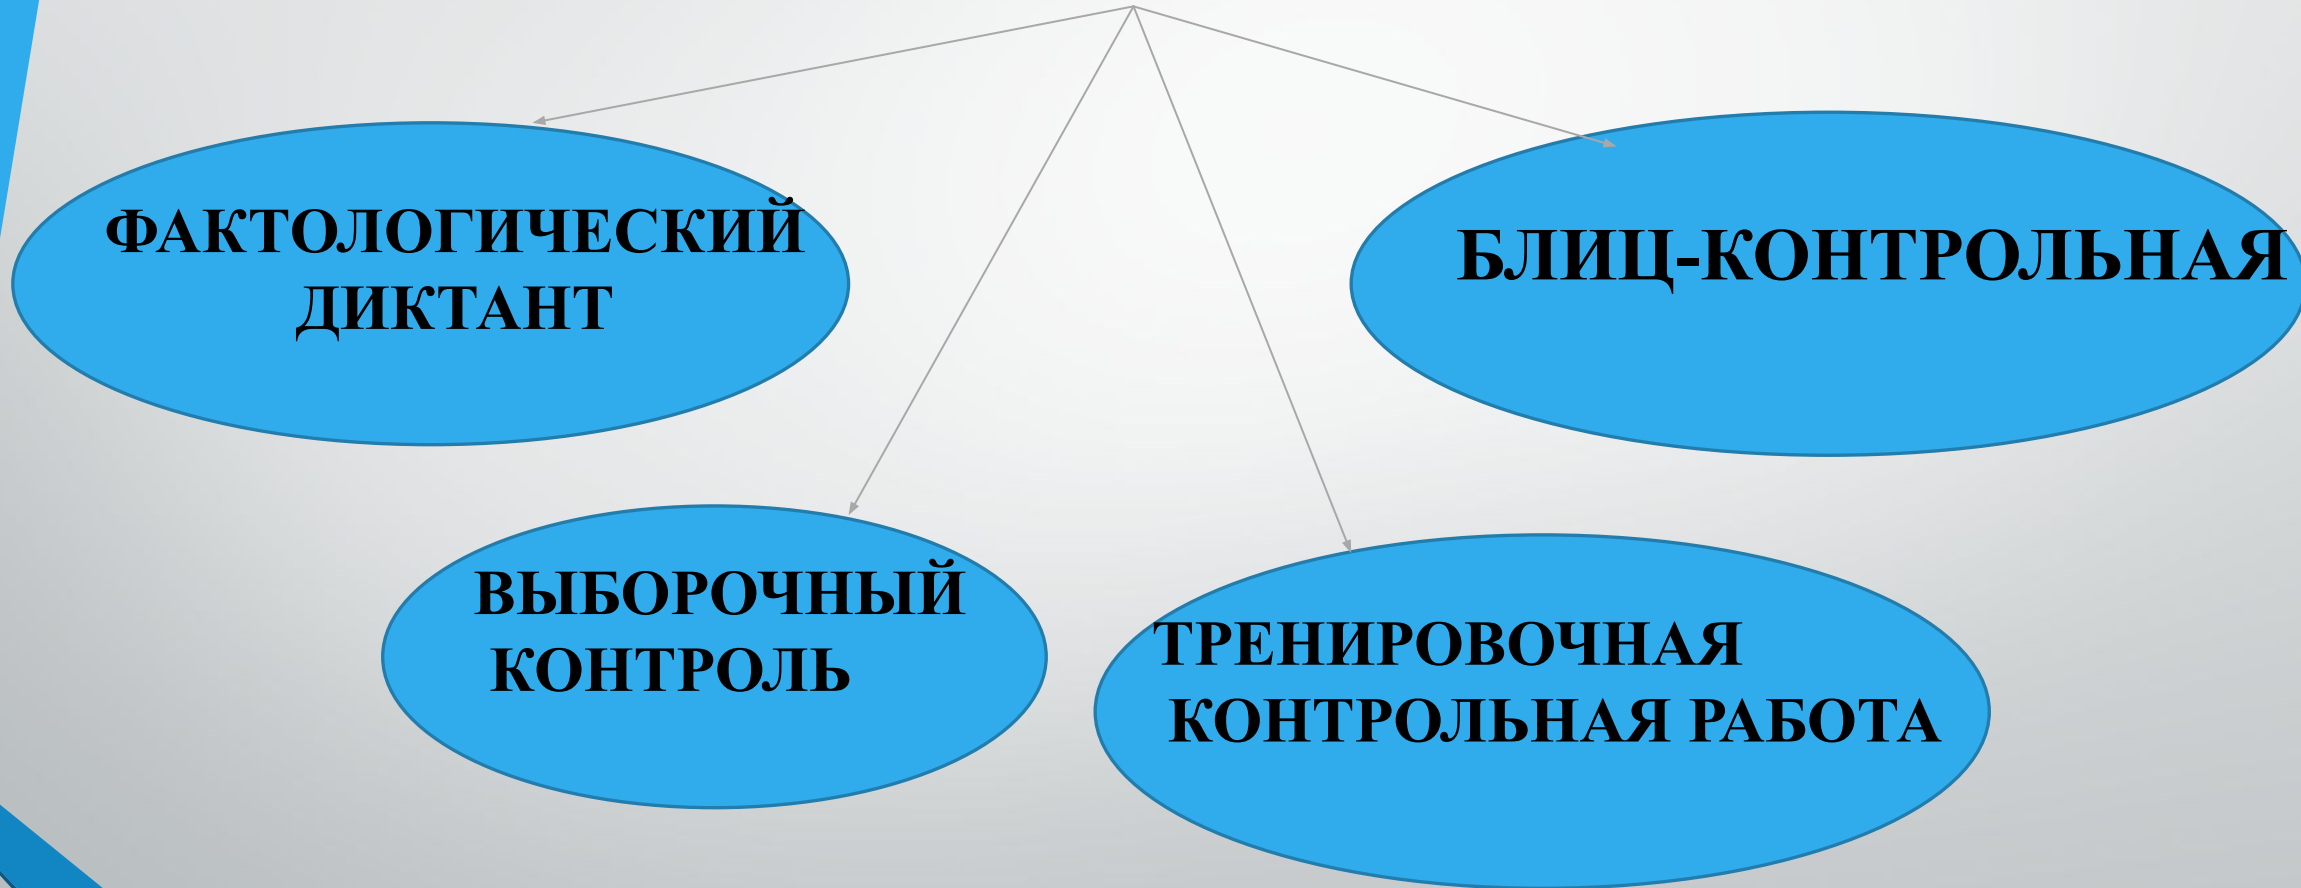 ФАКТОЛОГИЧЕСКИЙ
ДИКТАНТ
БЛИЦ-КОНТРОЛЬНАЯ
ВЫБОРОЧНЫЙ
КОНТРОЛЬ
ТРЕНИРОВОЧНАЯ
КОНТРОЛЬНАЯ РАБОТА